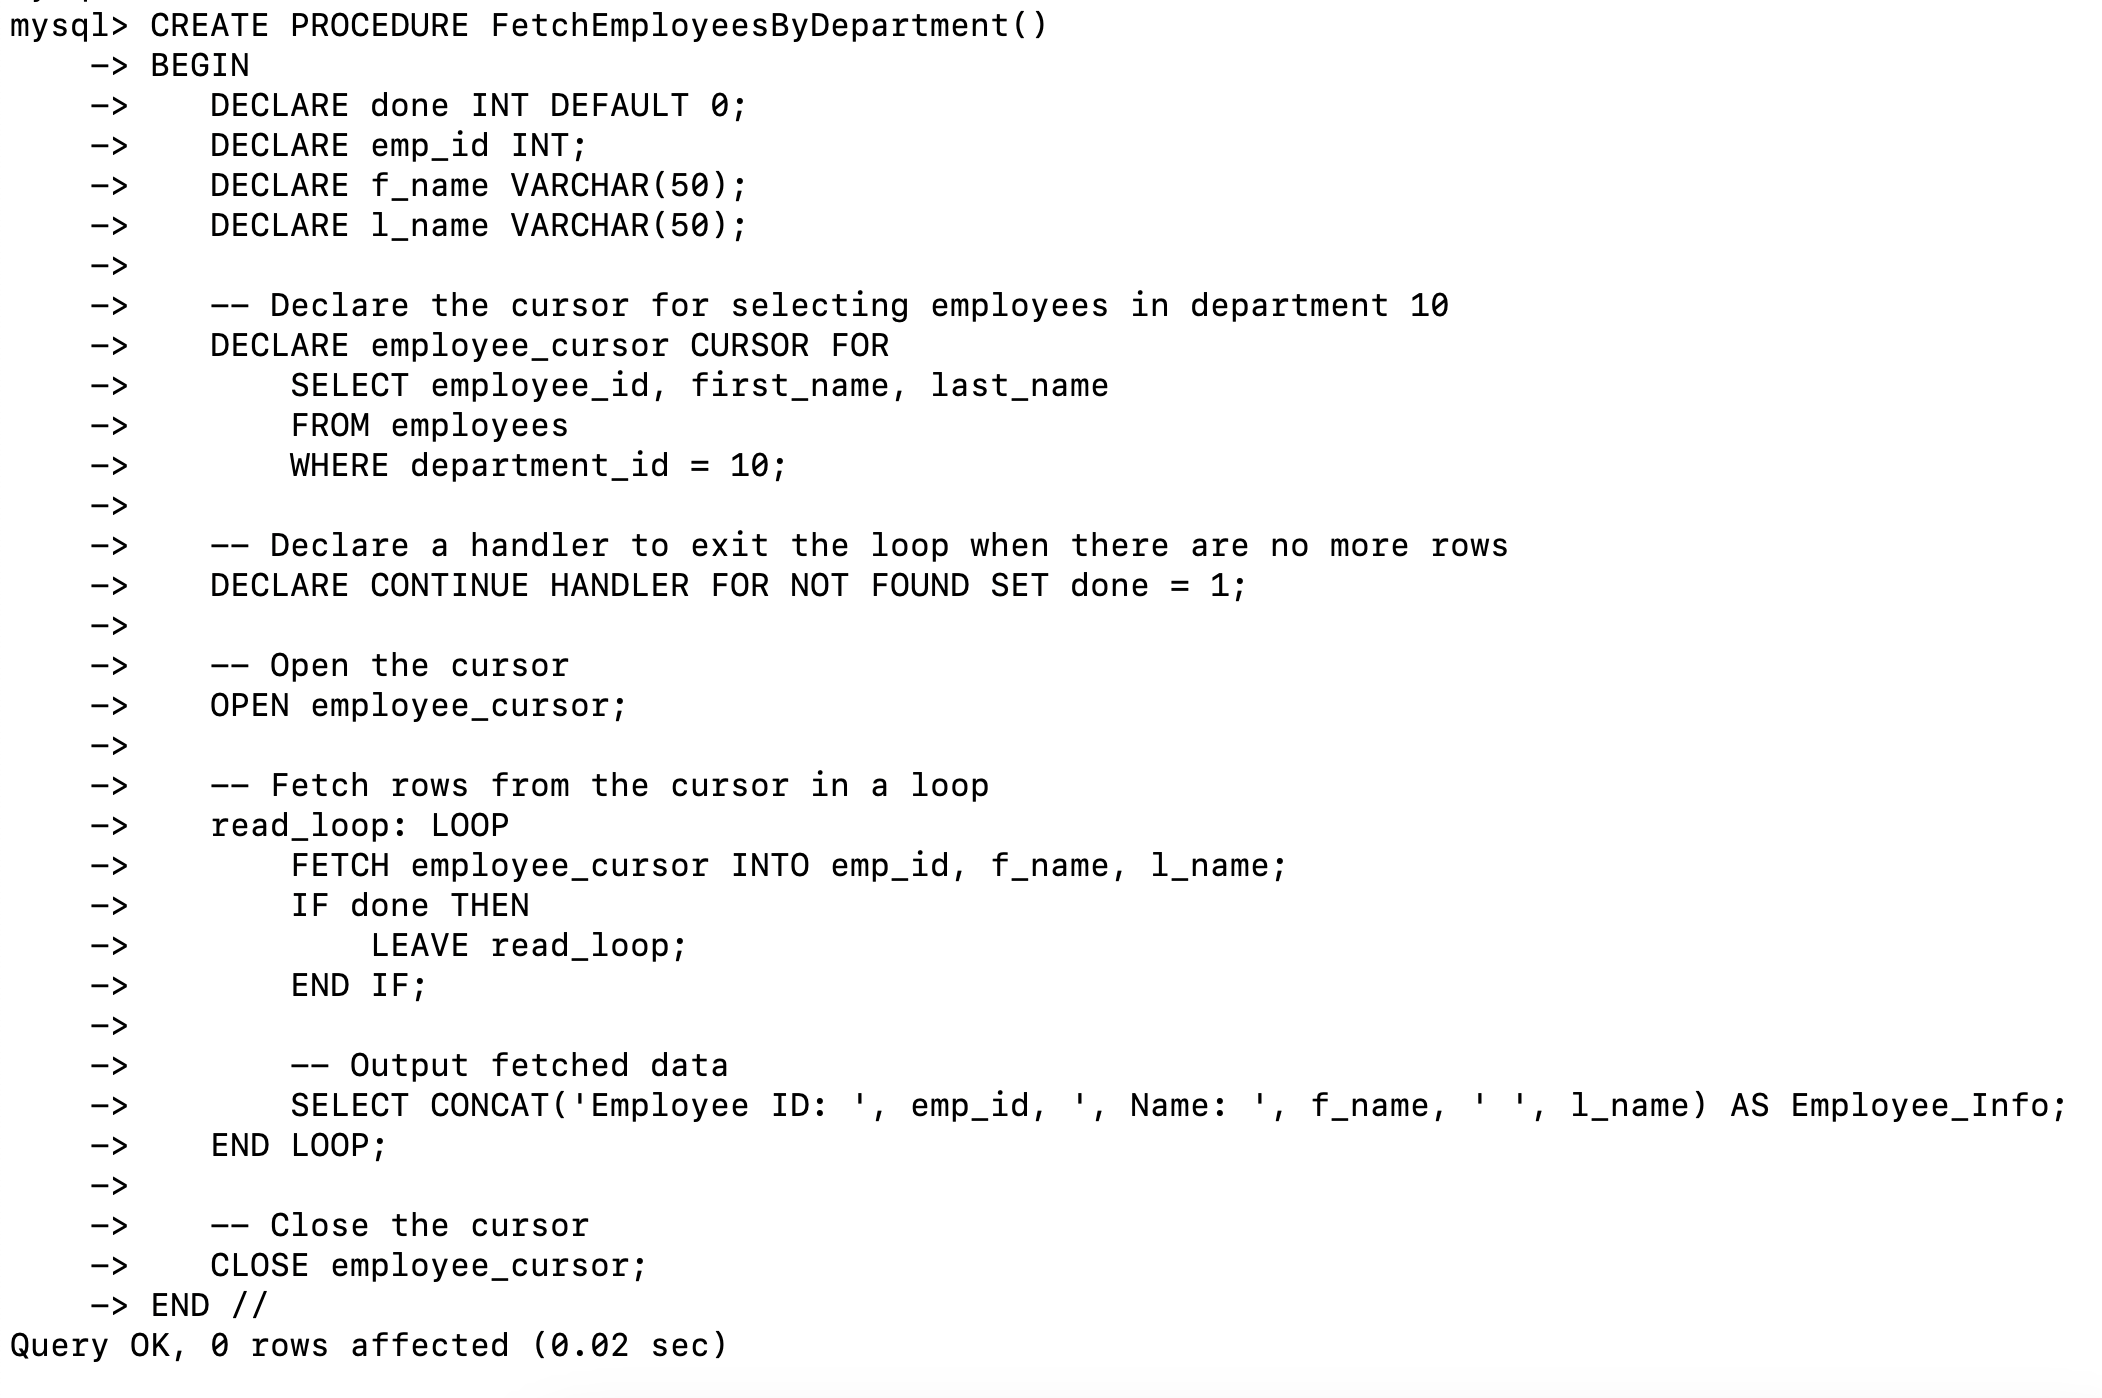 mysql> CREATE PROCEDURE FetchEmployeesByDepartment()
    -> BEGIN
    ->    DECLARE done INT DEFAULT 0;
    ->    DECLARE emp_id INT;
    ->    DECLARE f_name VARCHAR(50);
    ->    DECLARE l_name VARCHAR(50);
    ->
    ->    -- Declare the cursor for selecting employees in department 10
    ->    DECLARE employee_cursor CURSOR FOR
    ->        SELECT employee_id, first_name, last_name
    ->        FROM employees
    ->        WHERE department_id = 10;
    ->
    ->    -- Declare a handler to exit the loop when there are no more rows
    ->    DECLARE CONTINUE HANDLER FOR NOT FOUND SET done = 1;
    ->
    ->    -- Open the cursor
    ->    OPEN employee_cursor;
    ->
    ->    -- Fetch rows from the cursor in a loop
    ->    read_loop: LOOP
    ->        FETCH employee_cursor INTO emp_id, f_name, l_name;
    ->        IF done THEN
    ->            LEAVE read_loop;
    ->        END IF;
    ->
    ->        -- Output fetched data
    ->        SELECT CONCAT('Employee ID: ', emp_id, ', Name: ', f_name, ' ', l_name) AS Employee_Info;
    ->    END LOOP;
    ->
    ->    -- Close the cursor
    ->    CLOSE employee_cursor;
    -> END //
Query OK, 0 rows affected (0.02 sec)